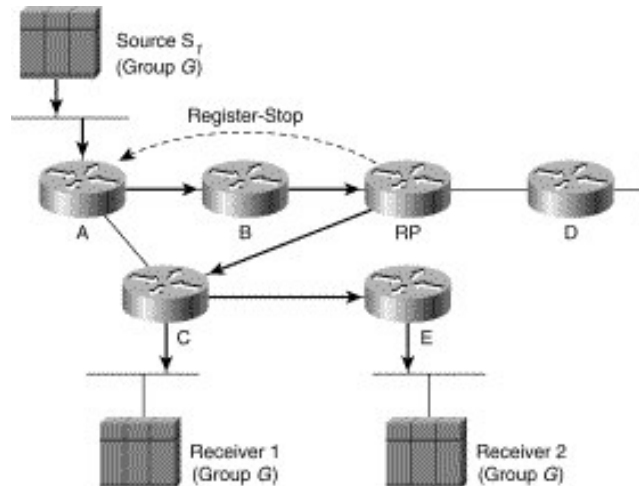 Source S1
(Group G)
Register-Stop
A
B
RP
D
C
E
Receiver 1
(Group G)
Receiver 2
(Group G)